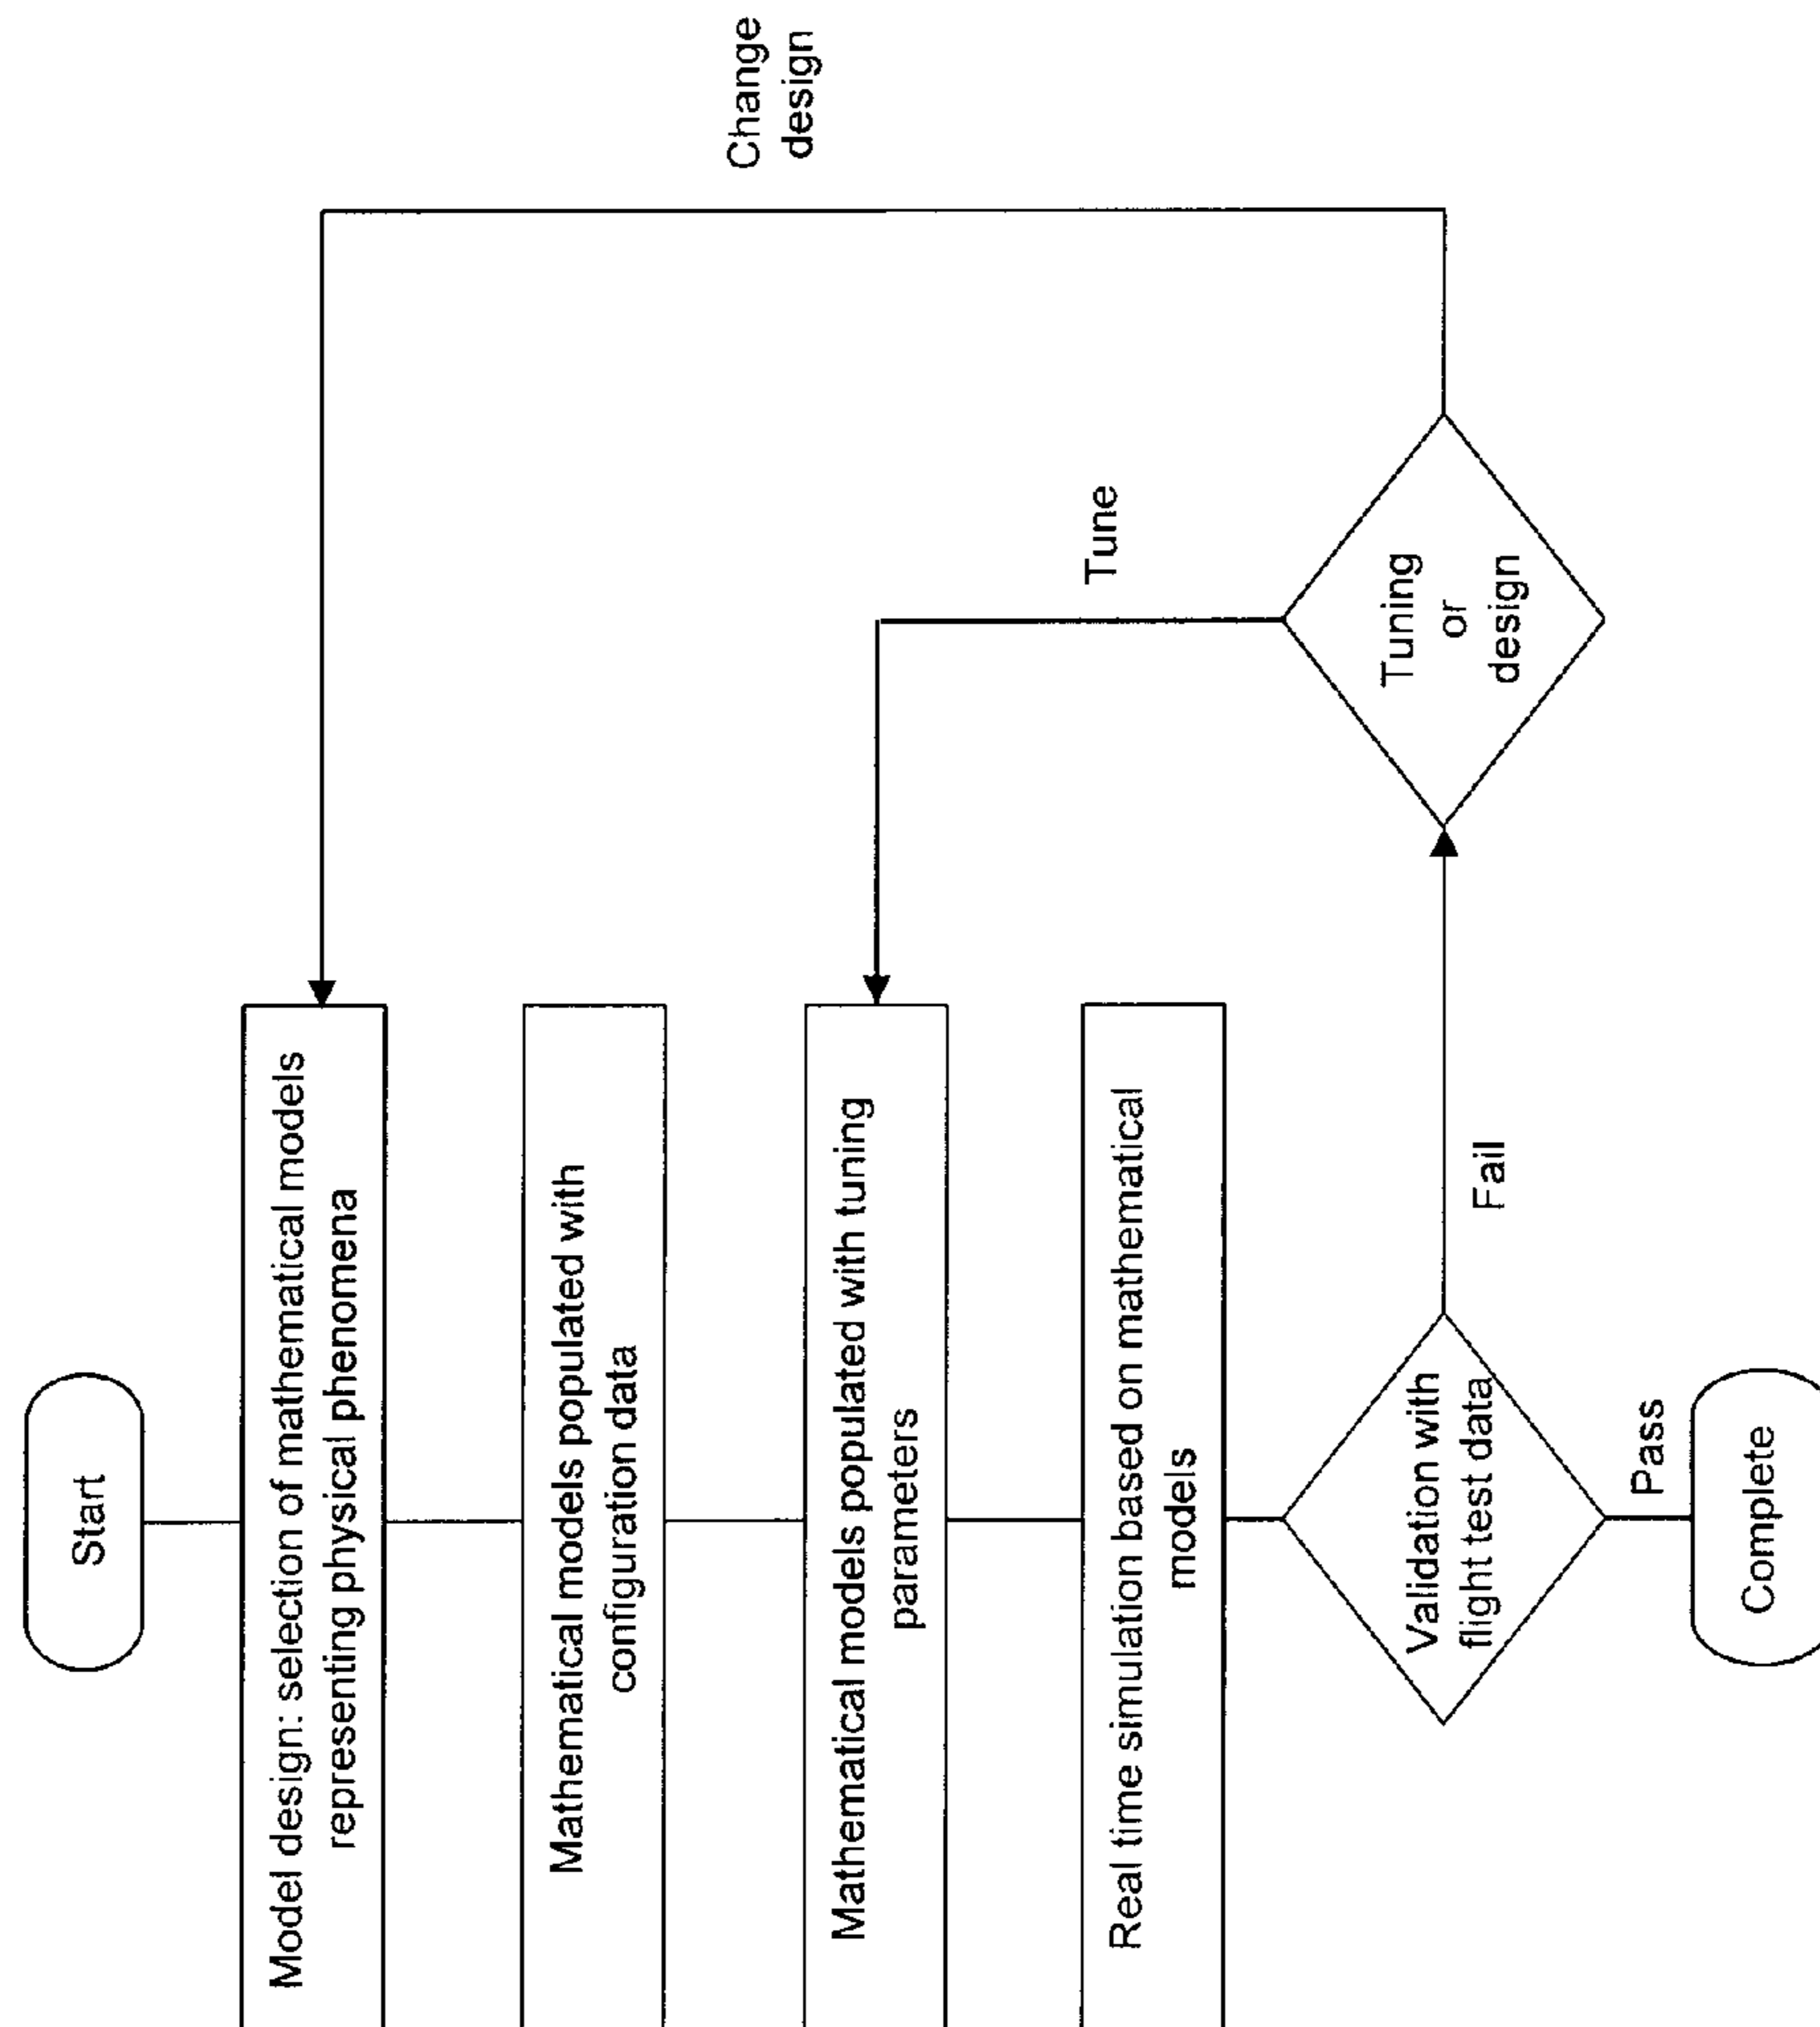 Start
Model design: selection of mathematical models
representing physical phenomena
Mathematical models populated with
configuration data
Mathematical models populated with tuning
parameters
Real time simulation based on mathematical
models
Validation with
flight test data
Fail
Pass
Complete
Tuning
or
design
Tune
Change
design